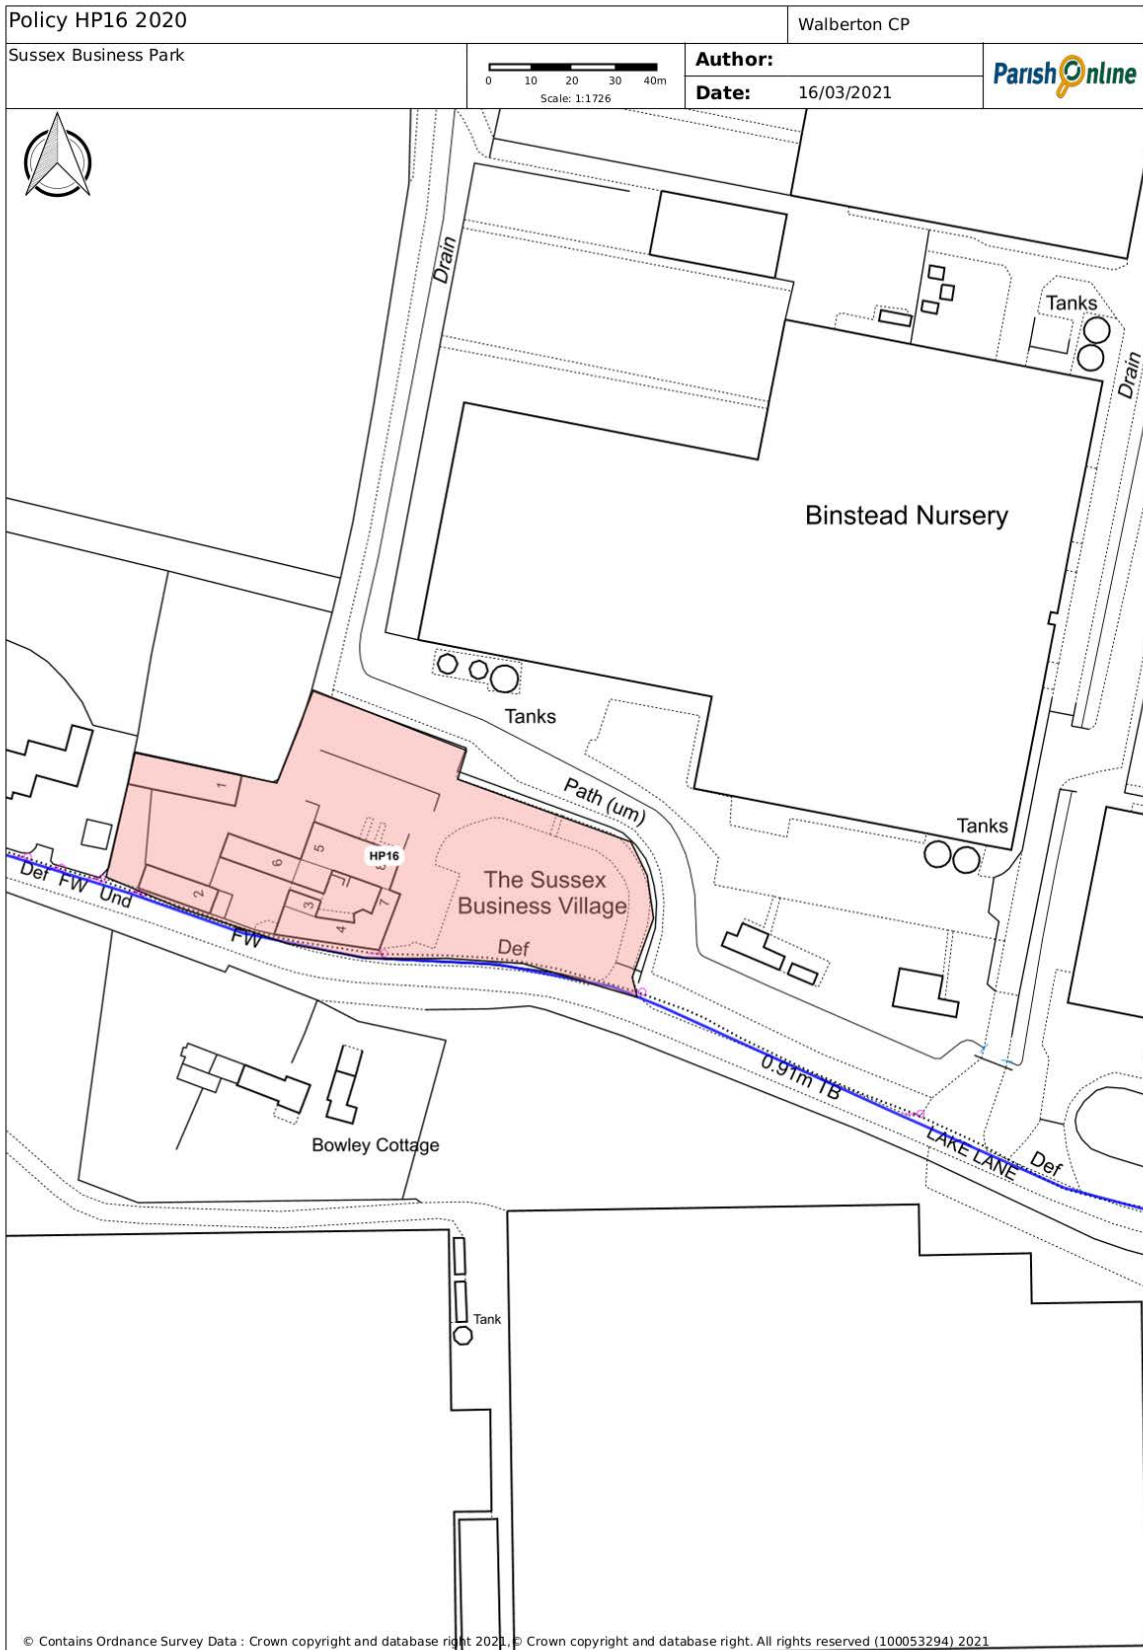 Policy HP16 2020
Walberton CP
Sussex Business Park
0 10 20 30 40m
Scale: 1:1726
Author:
Date: 16/03/2021
Parish Online
Drain
Tanks
Drain
Binstead Nursery
Tanks
Path (um)
Tanks
1
5
6
HP16
8
2
3
4
7
The Sussex
Business Village
Def FW Und
FW
Def
0.91m TB
LAKE LANE
Def
Bowley Cottage
Tank
© Contains Ordnance Survey Data : Crown copyright and database right 2021,© Crown copyright and database right. All rights reserved (100053294) 2021